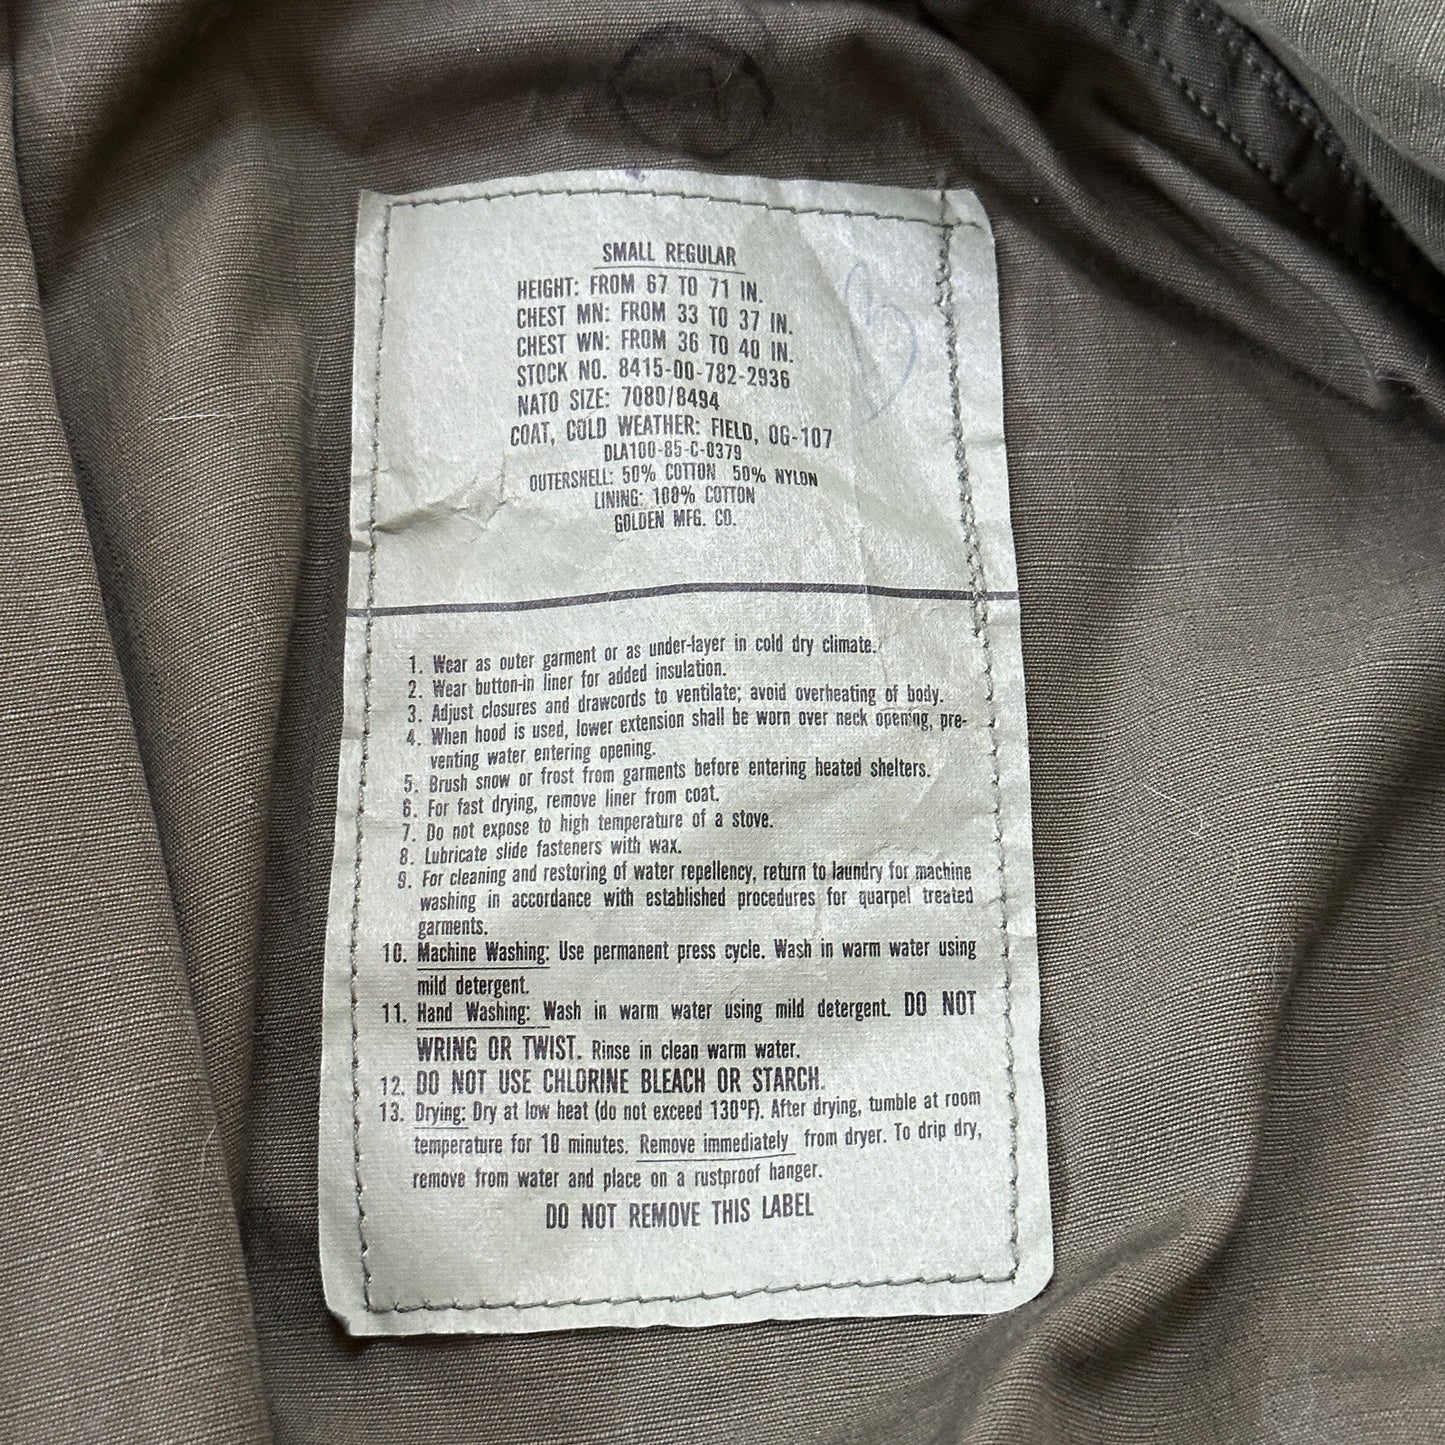 SMALL REGULAR
HEIGHT: FROM 67 TO 71 IN.
CHEST MN: FROM 33 TO 37 IN.
CHEST WN: FROM 36 TO 40 IN.
STOCK NO. 8415-00-782-2936
NATO SIZE: 7080/8494
COAT, COLD WEATHER: FIELD, OG-107
DLA100-85-C-0379
OUTERSHELL: 50% COTTON 50% NYLON
LINING: 100% COTTON
GOLDEN MFG. CO.
1. Wear as outer garment or as under-layer in cold dry climate.
2. Wear button-in liner for added insulation.
3. Adjust closures and drawcords to ventilate; avoid overheating of body.
4. When hood is used, lower extension shall be worn over neck opening, pre-
venting water entering opening.
5. Brush snow or frost from garments before entering heated shelters.
6. For fast drying, remove liner from coat.
7. Do not expose to high temperature of a stove.
8. Lubricate slide fasteners with wax.
9. For cleaning and restoring of water repellency, return to laundry for machine
washing in accordance with established procedures for quarpel treated
garments.
10. Machine Washing: Use permanent press cycle. Wash in warm water using
mild detergent.
11. Hand Washing: Wash in warm water using mild detergent. DO NOT
WRING OR TWIST. Rinse in clean warm water.
12. DO NOT USE CHLORINE BLEACH OR STARCH.
13. Drying: Dry at low heat (do not exceed 130ºF). After drying, tumble at room
temperature for 10 minutes. Remove immediately from dryer. To drip dry,
remove from water and place on a rustproof hanger.
DO NOT REMOVE THIS LABEL